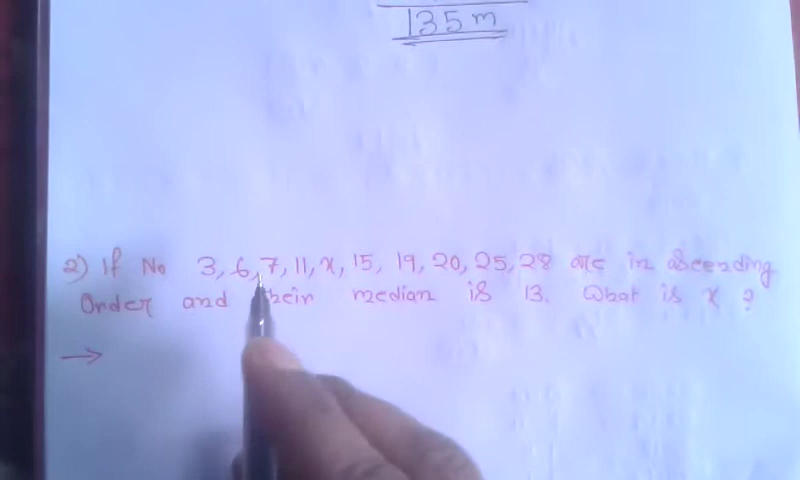 135 m
2) If No 3, 6, 7, 11, x, 15, 19, 20, 25, 28 are in ascending
Order and their median is 13. What is x ?
→